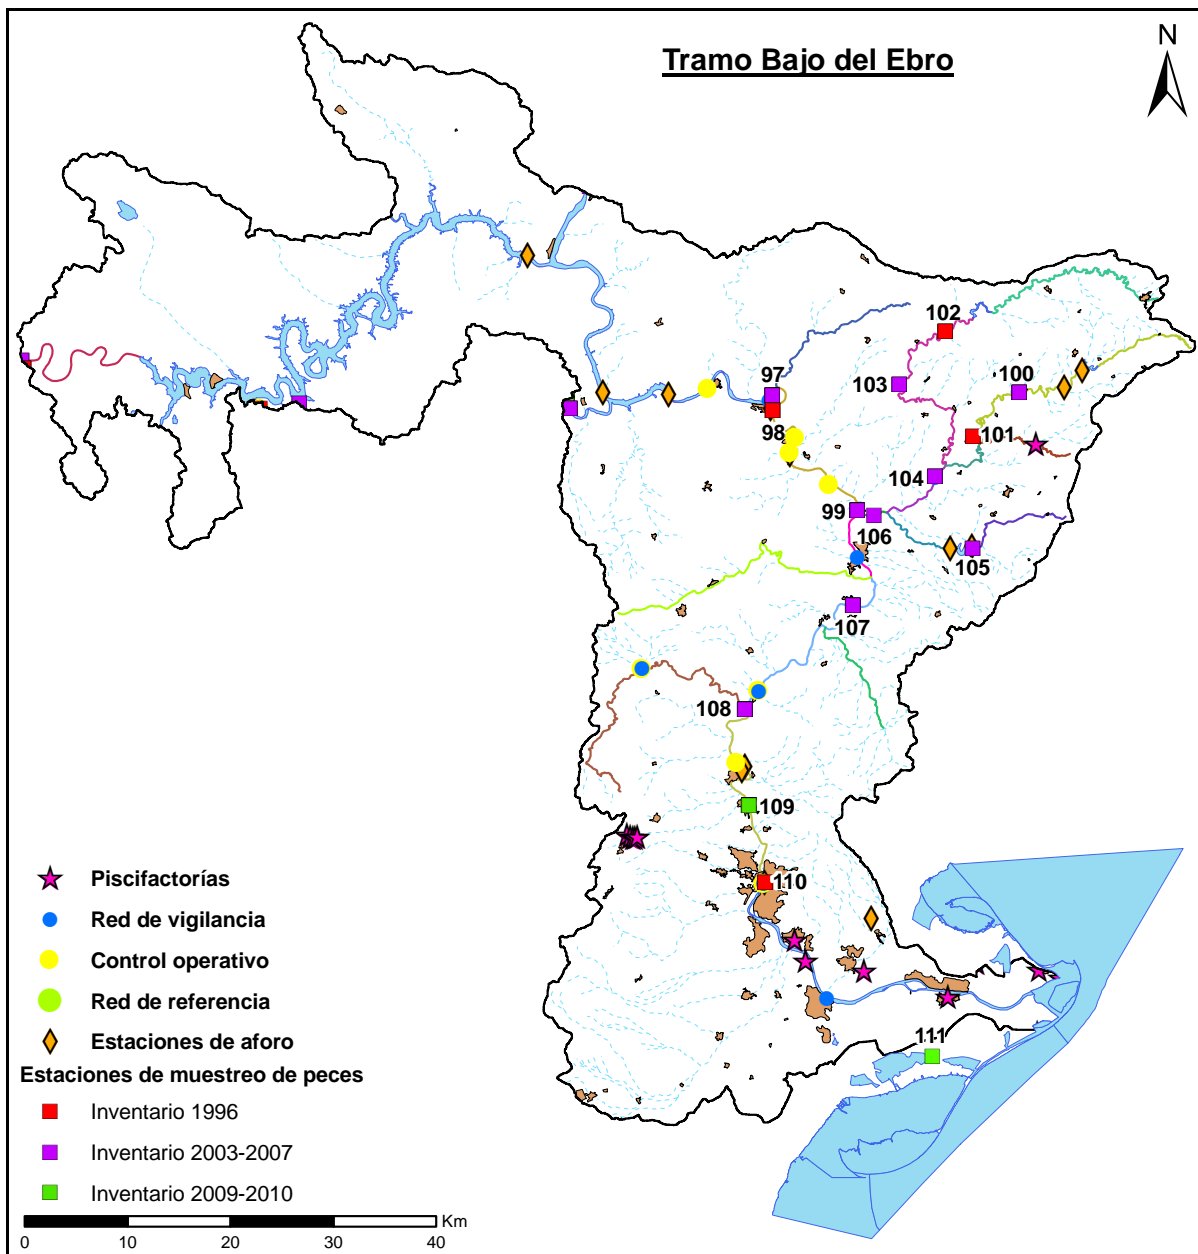 Tramo Bajo del Ebro
N
102
97
103
100
98
101
104
99
106
105
107
108
109
110
111
Piscifactorías
Red de vigilancia
Control operativo
Red de referencia
Estaciones de aforo
Estaciones de muestreo de peces
Inventario 1996
Inventario 2003-2007
Inventario 2009-2010
Km
0 10 20 30 40